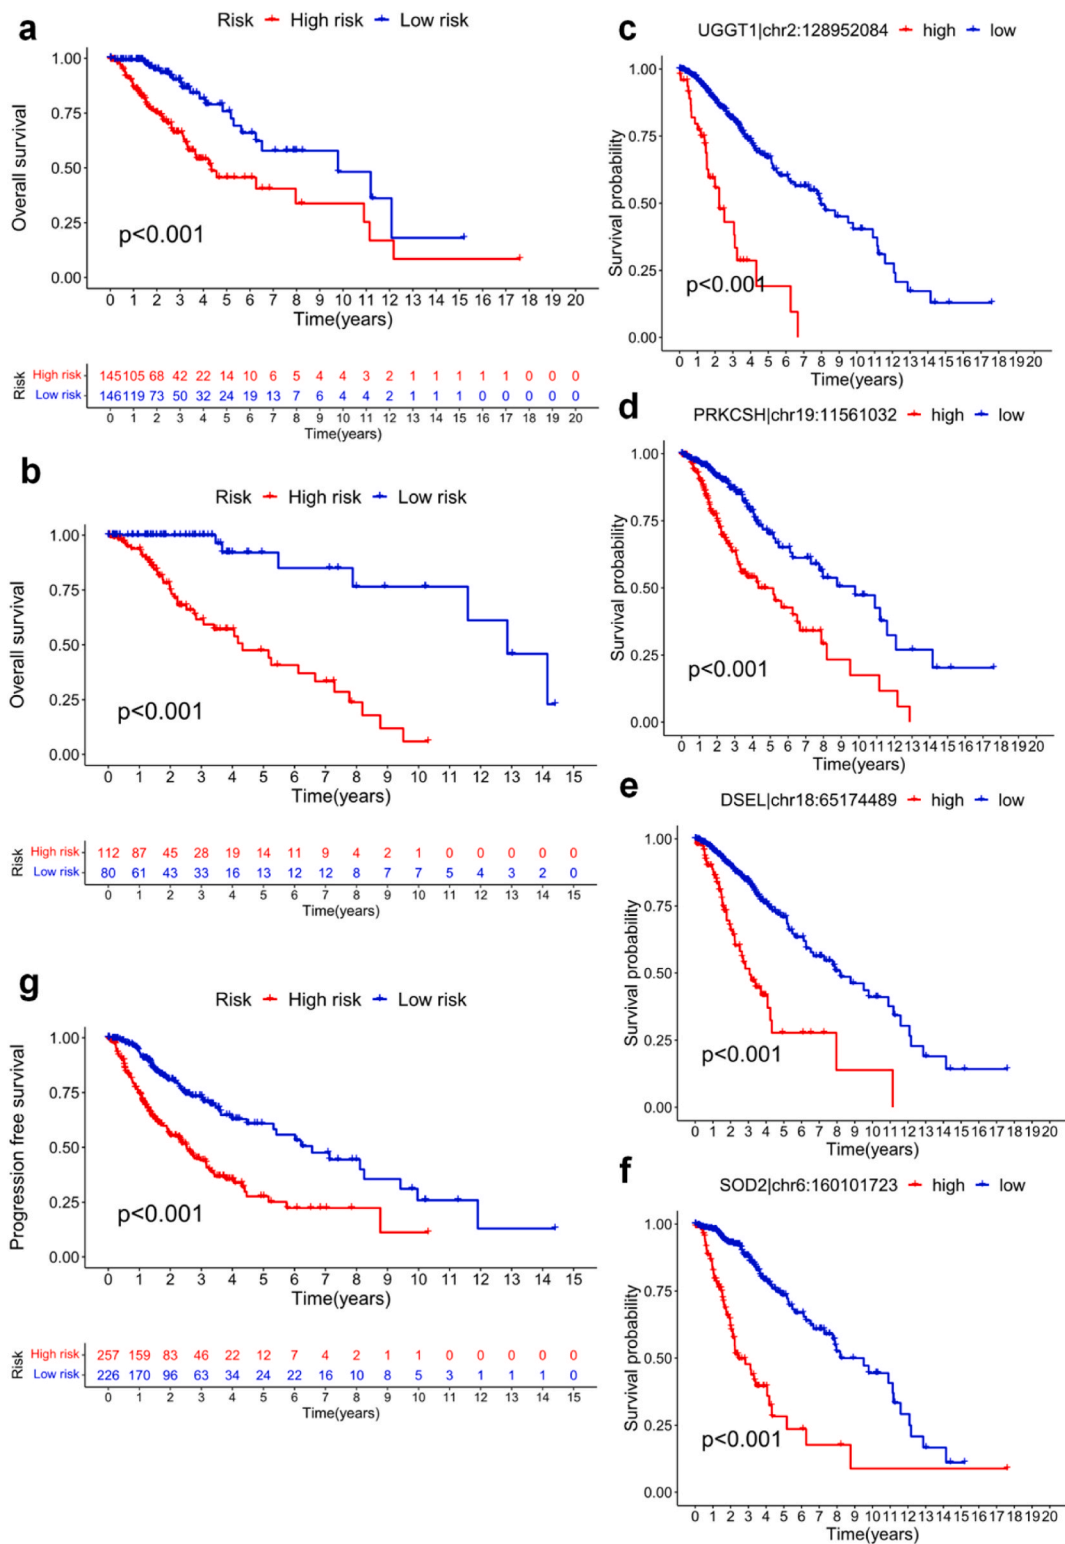 a
Risk High risk Low risk
Overall survival
1.00
0.75
0.50
0.25
0.00
p<0.001
0 1 2 3 4 5 6 7 8 9 10 11 12 13 14 15 16 17 18 19 20
Time(years)
Risk
High risk 145 105 68 42 22 14 10 6 5 4 4 3 2 1 1 1 1 1 0 0 0
Low risk 146 119 73 50 32 24 19 13 7 6 4 4 2 1 1 1 0 0 0 0 0
0 1 2 3 4 5 6 7 8 9 10 11 12 13 14 15 16 17 18 19 20
Time(years)
b
Risk High risk Low risk
Overall survival
1.00
0.75
0.50
0.25
0.00
p<0.001
0 1 2 3 4 5 6 7 8 9 10 11 12 13 14 15
Time(years)
Risk
High risk 112 87 45 28 19 14 11 9 4 2 1 0 0 0 0 0
Low risk 80 61 43 33 16 13 12 12 8 7 7 5 4 3 2 0
0 1 2 3 4 5 6 7 8 9 10 11 12 13 14 15
Time(years)
g
Risk High risk Low risk
Progression free survival
1.00
0.75
0.50
0.25
0.00
p<0.001
0 1 2 3 4 5 6 7 8 9 10 11 12 13 14 15
Time(years)
Risk
High risk 257 159 83 46 22 12 7 4 2 1 1 0 0 0 0 0
Low risk 226 170 96 63 34 24 22 16 10 8 5 3 1 1 1 0
0 1 2 3 4 5 6 7 8 9 10 11 12 13 14 15
Time(years)
c
UGGT1|chr2:128952084 high low
Survival probability
1.00
0.75
0.50
0.25
0.00
p<0.001
0 1 2 3 4 5 6 7 8 9 10 11 12 13 14 15 16 17 18 19 20
Time(years)
d
PRKCSH|chr19:11561032 high low
Survival probability
1.00
0.75
0.50
0.25
0.00
p<0.001
0 1 2 3 4 5 6 7 8 9 10 11 12 13 14 15 16 17 18 19 20
Time(years)
e
DSEL|chr18:65174489 high low
Survival probability
1.00
0.75
0.50
0.25
0.00
p<0.001
0 1 2 3 4 5 6 7 8 9 10 11 12 13 14 15 16 17 18 19 20
Time(years)
f
SOD2|chr6:160101723 high low
Survival probability
1.00
0.75
0.50
0.25
0.00
p<0.001
0 1 2 3 4 5 6 7 8 9 10 11 12 13 14 15 16 17 18 19 20
Time(years)